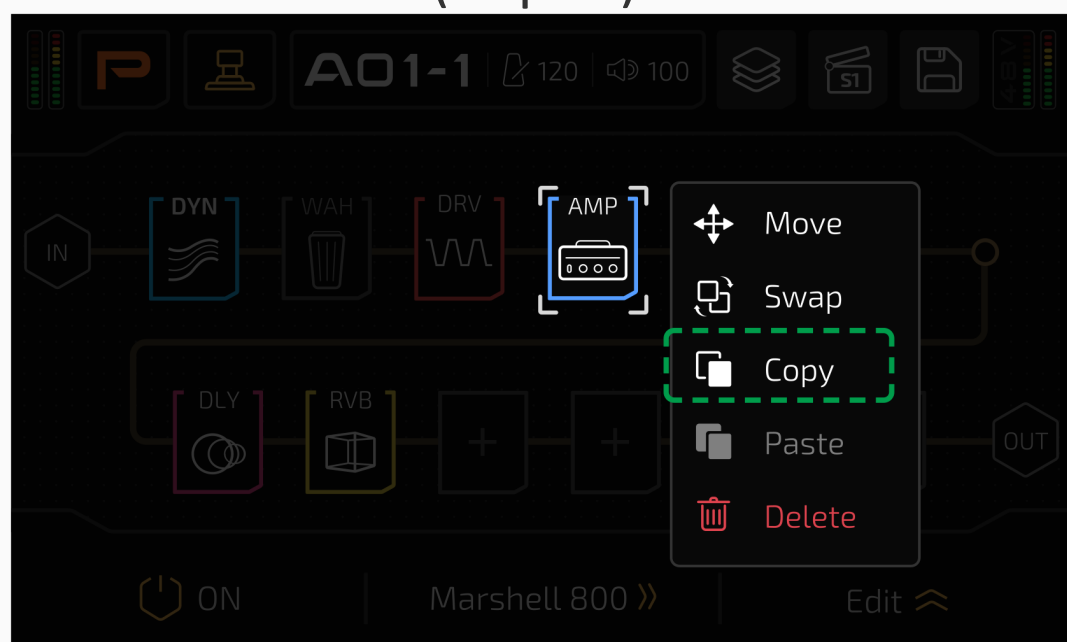 A01-1 120 100 S1 48V
DYN WAH DRV AMP
IN
Move
Swap
Copy
DLY RVB
Paste
OUT
Delete
ON Marshell 800 Edit